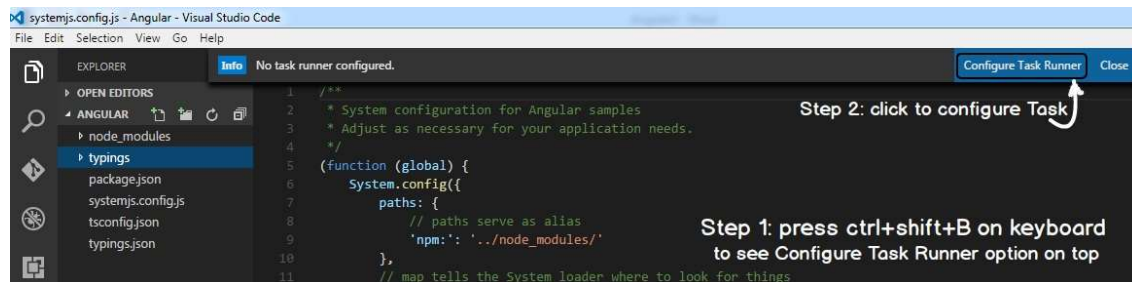 systemjs.config.js - Angular - Visual Studio Code
File Edit Selection View Go Help
EXPLORER
Info No task runner configured.
Configure Task Runner Close
OPEN EDITORS
ANGULAR
node_modules
typings
package.json
systemjs.config.js
tsconfig.json
typings.json
1 /**
2 * System configuration for Angular samples
3 * Adjust as necessary for your application needs.
4 */
5 (function (global) {
6 System.config({
7 paths: {
8 // paths serve as alias
9 'npm:': '../node_modules/'
10 },
11 // map tells the System loader where to look for things
Step 2: click to configure Task
Step 1: press ctrl+shift+B on keyboard
to see Configure Task Runner option on top